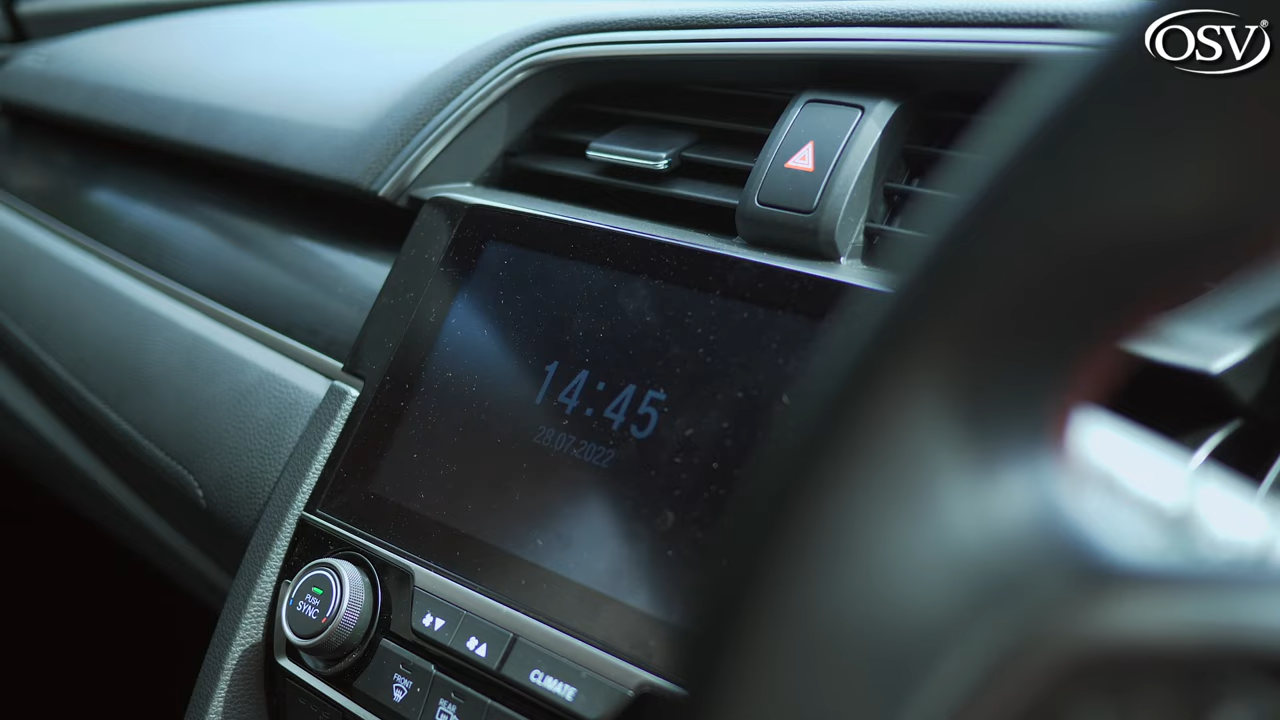 OSV®
14:45
28.07.2022
PUSH
SYNC
CLIMATE
FRONT
REAR